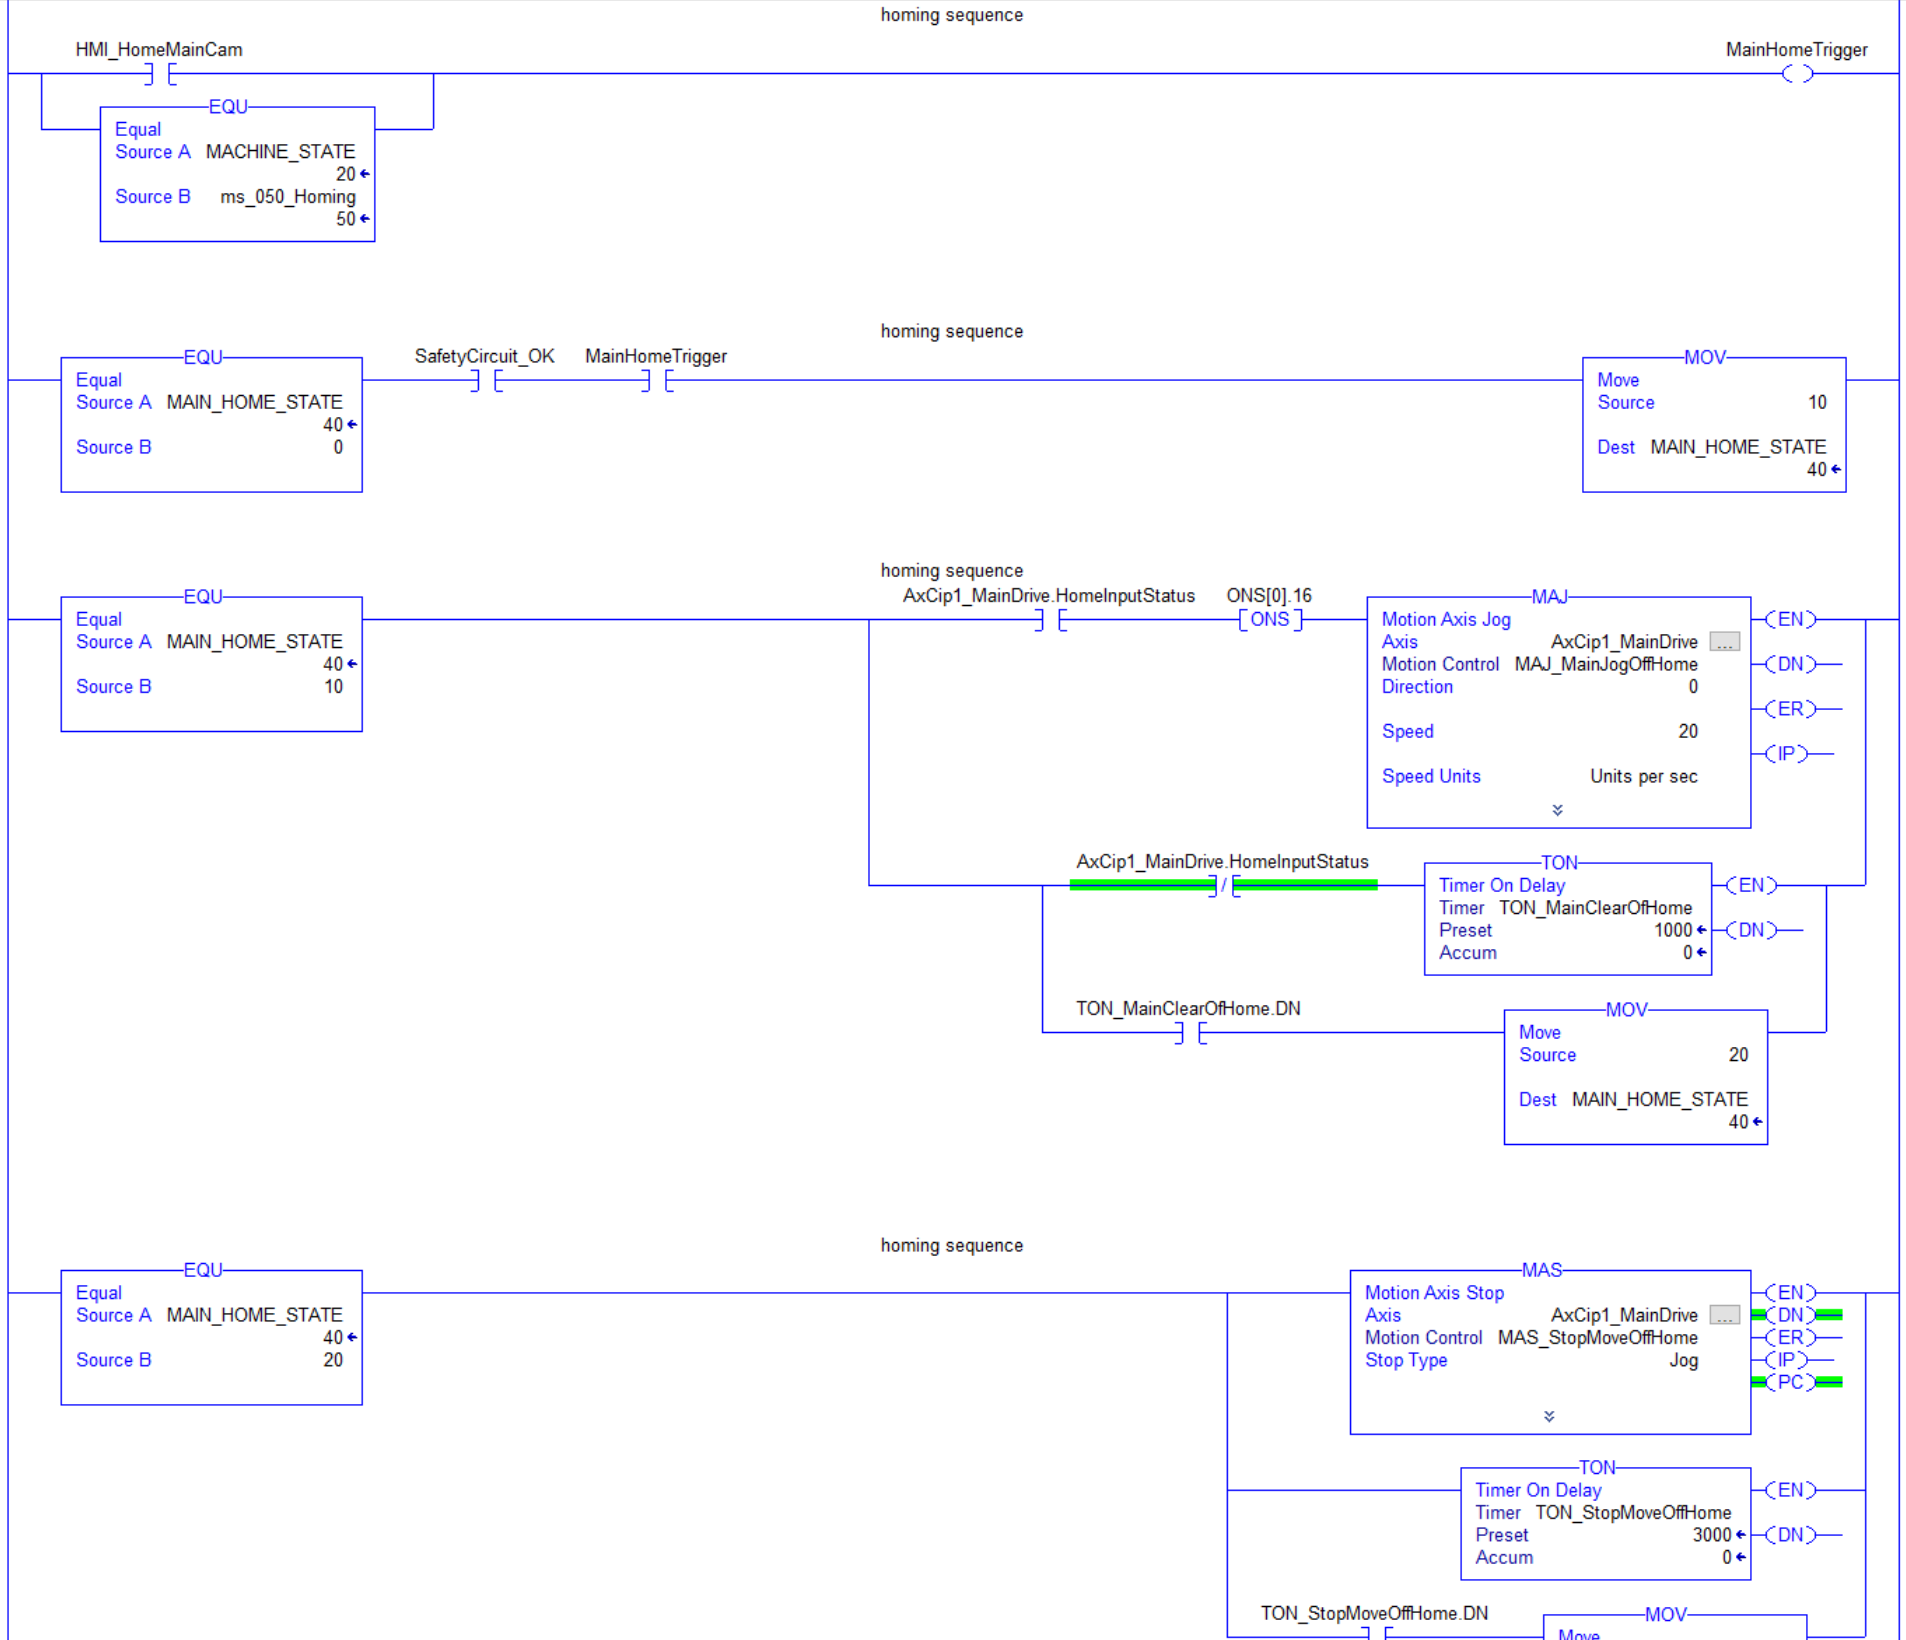 homing sequence
HMI_HomeMainCam
MainHomeTrigger
EQU
Equal
Source A MACHINE_STATE
20
Source B ms_050_Homing
50
homing sequence
EQU
Equal
Source A MAIN_HOME_STATE
40
Source B 0
SafetyCircuit_OK
MainHomeTrigger
MOV
Move
Source 10
Dest MAIN_HOME_STATE
40
homing sequence
EQU
Equal
Source A MAIN_HOME_STATE
40
Source B 10
AxCip1_MainDrive.HomeInputStatus
ONS[0].16
ONS
MAJ
Motion Axis Jog
Axis AxCip1_MainDrive ...
Motion Control MAJ_MainJogOffHome
Direction 0
Speed 20
Speed Units Units per sec
EN
DN
ER
IP
AxCip1_MainDrive.HomeInputStatus
/
TON
Timer On Delay
Timer TON_MainClearOfHome
Preset 1000
Accum 0
EN
DN
TON_MainClearOfHome.DN
MOV
Move
Source 20
Dest MAIN_HOME_STATE
40
homing sequence
EQU
Equal
Source A MAIN_HOME_STATE
40
Source B 20
MAS
Motion Axis Stop
Axis AxCip1_MainDrive ...
Motion Control MAS_StopMoveOffHome
Stop Type Jog
EN
DN
ER
IP
PC
TON
Timer On Delay
Timer TON_StopMoveOffHome
Preset 3000
Accum 0
EN
DN
TON_StopMoveOffHome.DN
MOV
Move